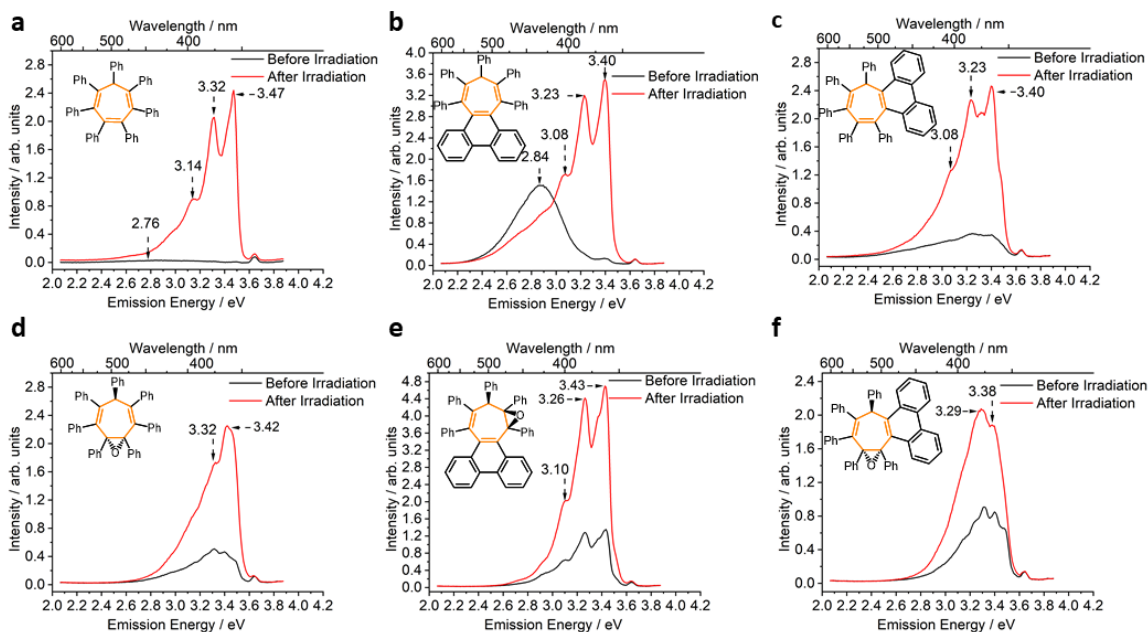 a
Wavelength / nm
600 500 400
Intensity / arb. units
2.8
2.4
2.0
1.6
1.2
0.8
0.4
0.0
Before Irradiation
After Irradiation
3.32
3.47
3.14
2.76
Ph
Ph
Ph
Ph
Ph
Ph
Ph
2.0 2.2 2.4 2.6 2.8 3.0 3.2 3.4 3.6 3.8 4.0 4.2
Emission Energy / eV
b
Wavelength / nm
600 500 400
Intensity / arb. units
4.0
3.6
3.2
2.8
2.4
2.0
1.6
1.2
0.8
0.4
0.0
Before Irradiation
After Irradiation
3.40
3.23
3.08
2.84
Ph
Ph
Ph
Ph
Ph
2.0 2.2 2.4 2.6 2.8 3.0 3.2 3.4 3.6 3.8 4.0 4.2
Emission Energy / eV
c
Wavelength / nm
600 500 400
Intensity / arb. units
2.8
2.4
2.0
1.6
1.2
0.8
0.4
0.0
Before Irradiation
After Irradiation
3.23
3.40
3.08
Ph
Ph
Ph
Ph
Ph
2.0 2.2 2.4 2.6 2.8 3.0 3.2 3.4 3.6 3.8 4.0 4.2
Emission Energy / eV
d
Wavelength / nm
600 500 400
Intensity / arb. units
2.8
2.4
2.0
1.6
1.2
0.8
0.4
0.0
Before Irradiation
After Irradiation
3.32
3.42
Ph
Ph
Ph
Ph
Ph
Ph
Ph
O
2.0 2.2 2.4 2.6 2.8 3.0 3.2 3.4 3.6 3.8 4.0 4.2
Emission Energy / eV
e
Wavelength / nm
600 500 400
Intensity / arb. units
4.8
4.4
4.0
3.6
3.2
2.8
2.4
2.0
1.6
1.2
0.8
0.4
0.0
Before Irradiation
After Irradiation
3.43
3.26
3.10
Ph
Ph
Ph
Ph
Ph
O
2.0 2.2 2.4 2.6 2.8 3.0 3.2 3.4 3.6 3.8 4.0 4.2
Emission Energy / eV
f
Wavelength / nm
600 500 400
Intensity / arb. units
2.4
2.0
1.6
1.2
0.8
0.4
0.0
Before Irradiation
After Irradiation
3.38
3.29
Ph
Ph
Ph
Ph
Ph
O
2.0 2.2 2.4 2.6 2.8 3.0 3.2 3.4 3.6 3.8 4.0 4.2
Emission Energy / eV